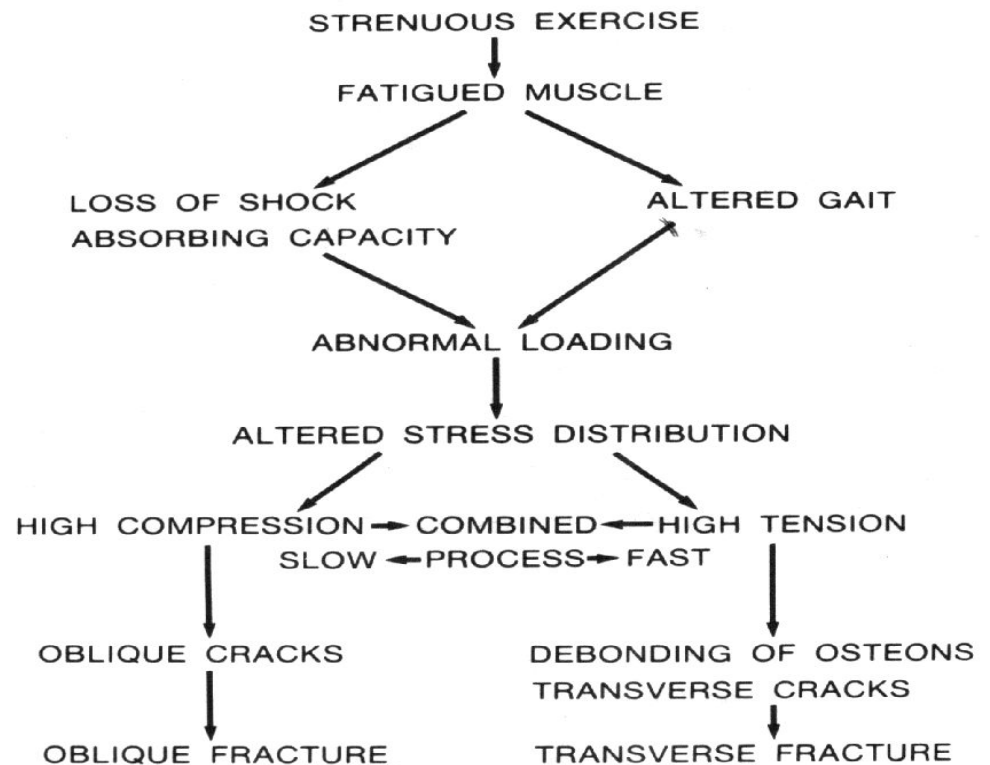 STRENUOUS EXERCISE
FATIGUED MUSCLE
LOSS OF SHOCK
ABSORBING CAPACITY
ALTERED GAIT
ABNORMAL LOADING
ALTERED STRESS DISTRIBUTION
HIGH COMPRESSION COMBINED HIGH TENSION
SLOW PROCESS FAST
OBLIQUE CRACKS
DEBONDING OF OSTEONS
TRANSVERSE CRACKS
OBLIQUE FRACTURE
TRANSVERSE FRACTURE